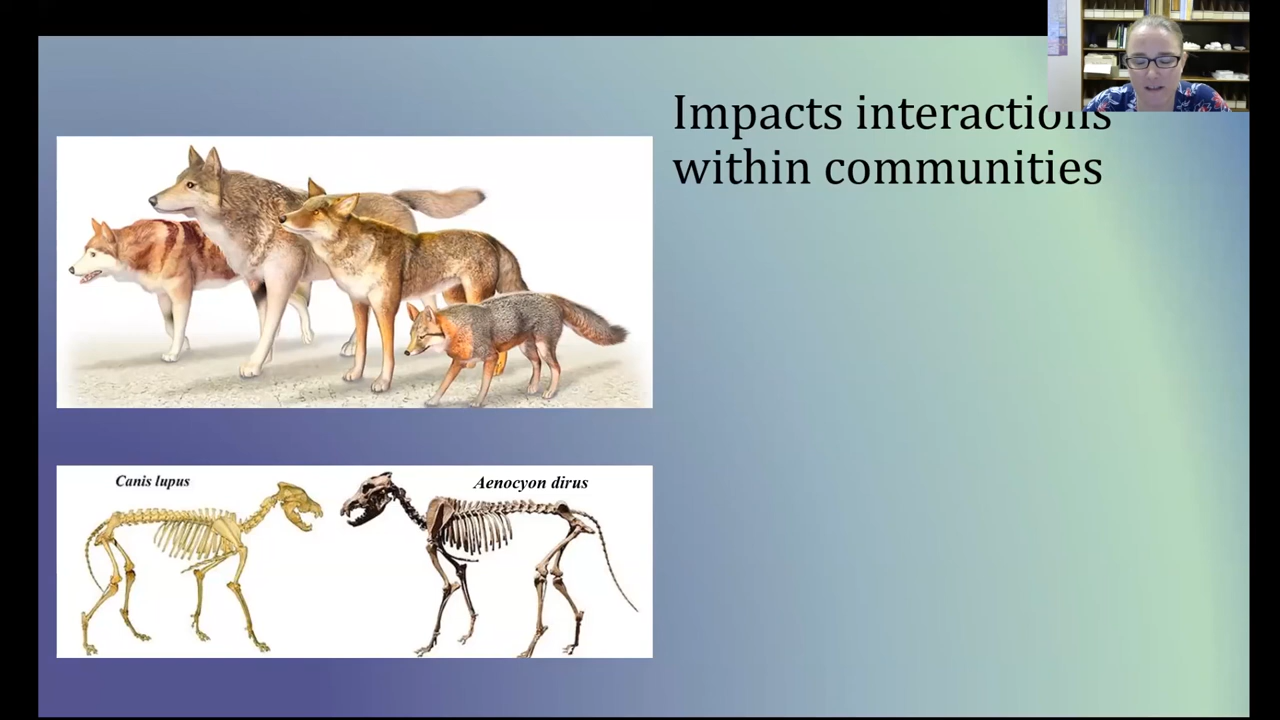 Impacts interactions
within communities
Canis lupus
Aenocyon dirus